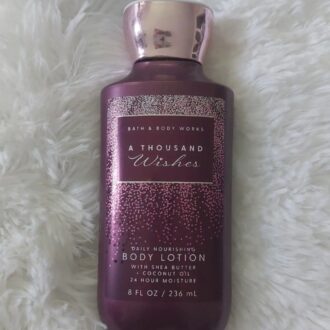 BATH & BODY WORKS
A THOUSAND
Wishes
DAILY NOURISHING
BODY LOTION
WITH SHEA BUTTER
+ COCONUT OIL
24 HOUR MOISTURE
8 FL OZ / 236 mL